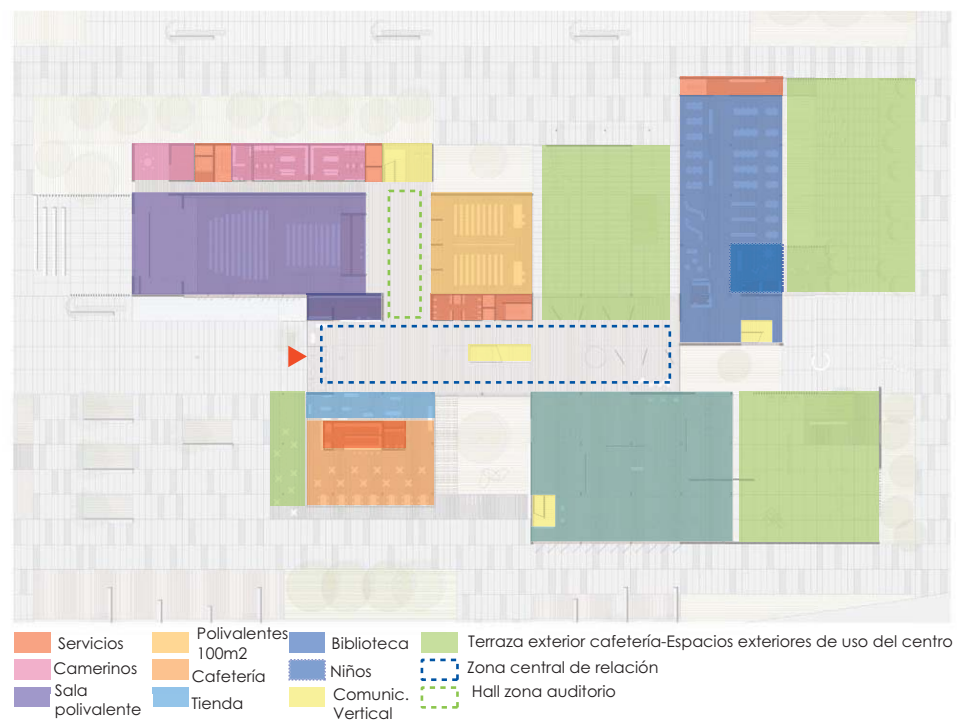 Servicios
Polivalentes
100m2
Biblioteca
Terraza exterior cafetería-Espacios exteriores de uso del centro
Camerinos
Cafetería
Niños
Zona central de relación
Sala
polivalente
Tienda
Comunic.
Vertical
Hall zona auditorio